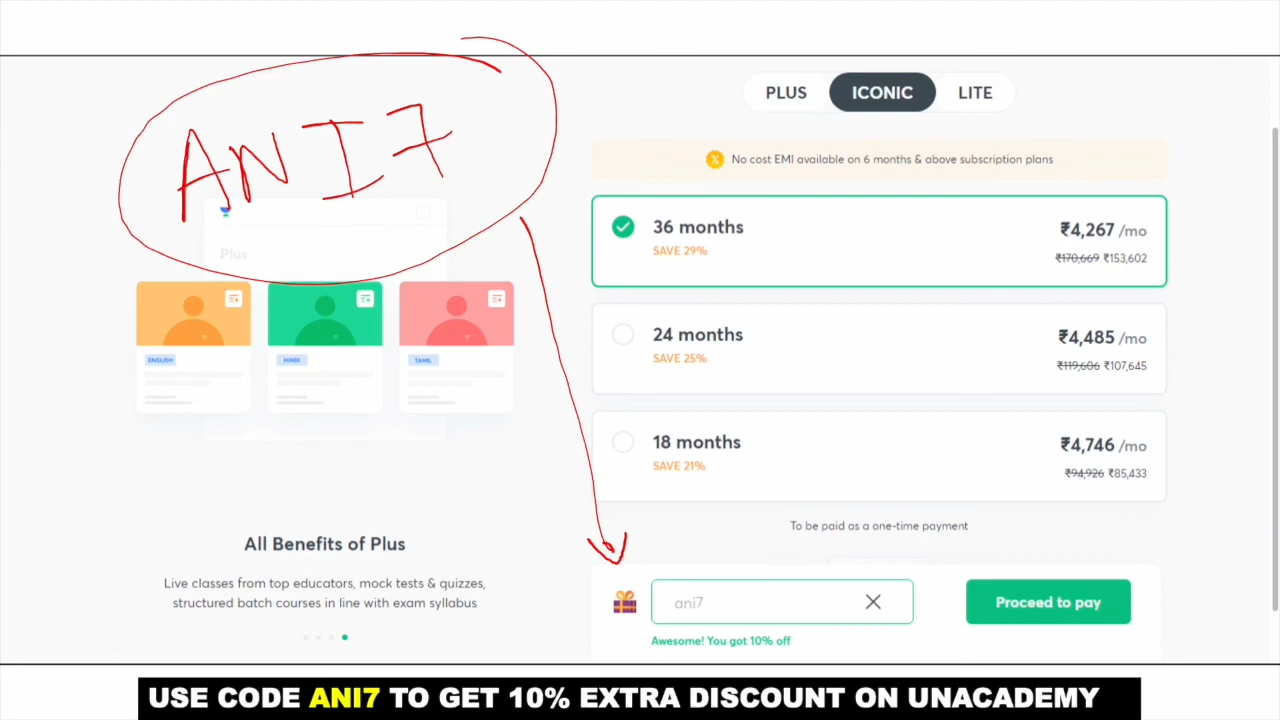 ANI7
Plus
ENGLISH
HINDI
TAMIL
All Benefits of Plus
Live classes from top educators, mock tests & quizzes,
structured batch courses in line with exam syllabus
PLUS ICONIC LITE
No cost EMI available on 6 months & above subscription plans
36 months ₹4,267 /mo
SAVE 29% ₹170,669 ₹153,602
24 months ₹4,485 /mo
SAVE 25% ₹119,606 ₹107,645
18 months ₹4,746 /mo
SAVE 21% ₹94,926 ₹85,433
To be paid as a one-time payment
ani7 Proceed to pay
Awesome! You got 10% off
USE CODE ANI7 TO GET 10% EXTRA DISCOUNT ON UNACADEMY